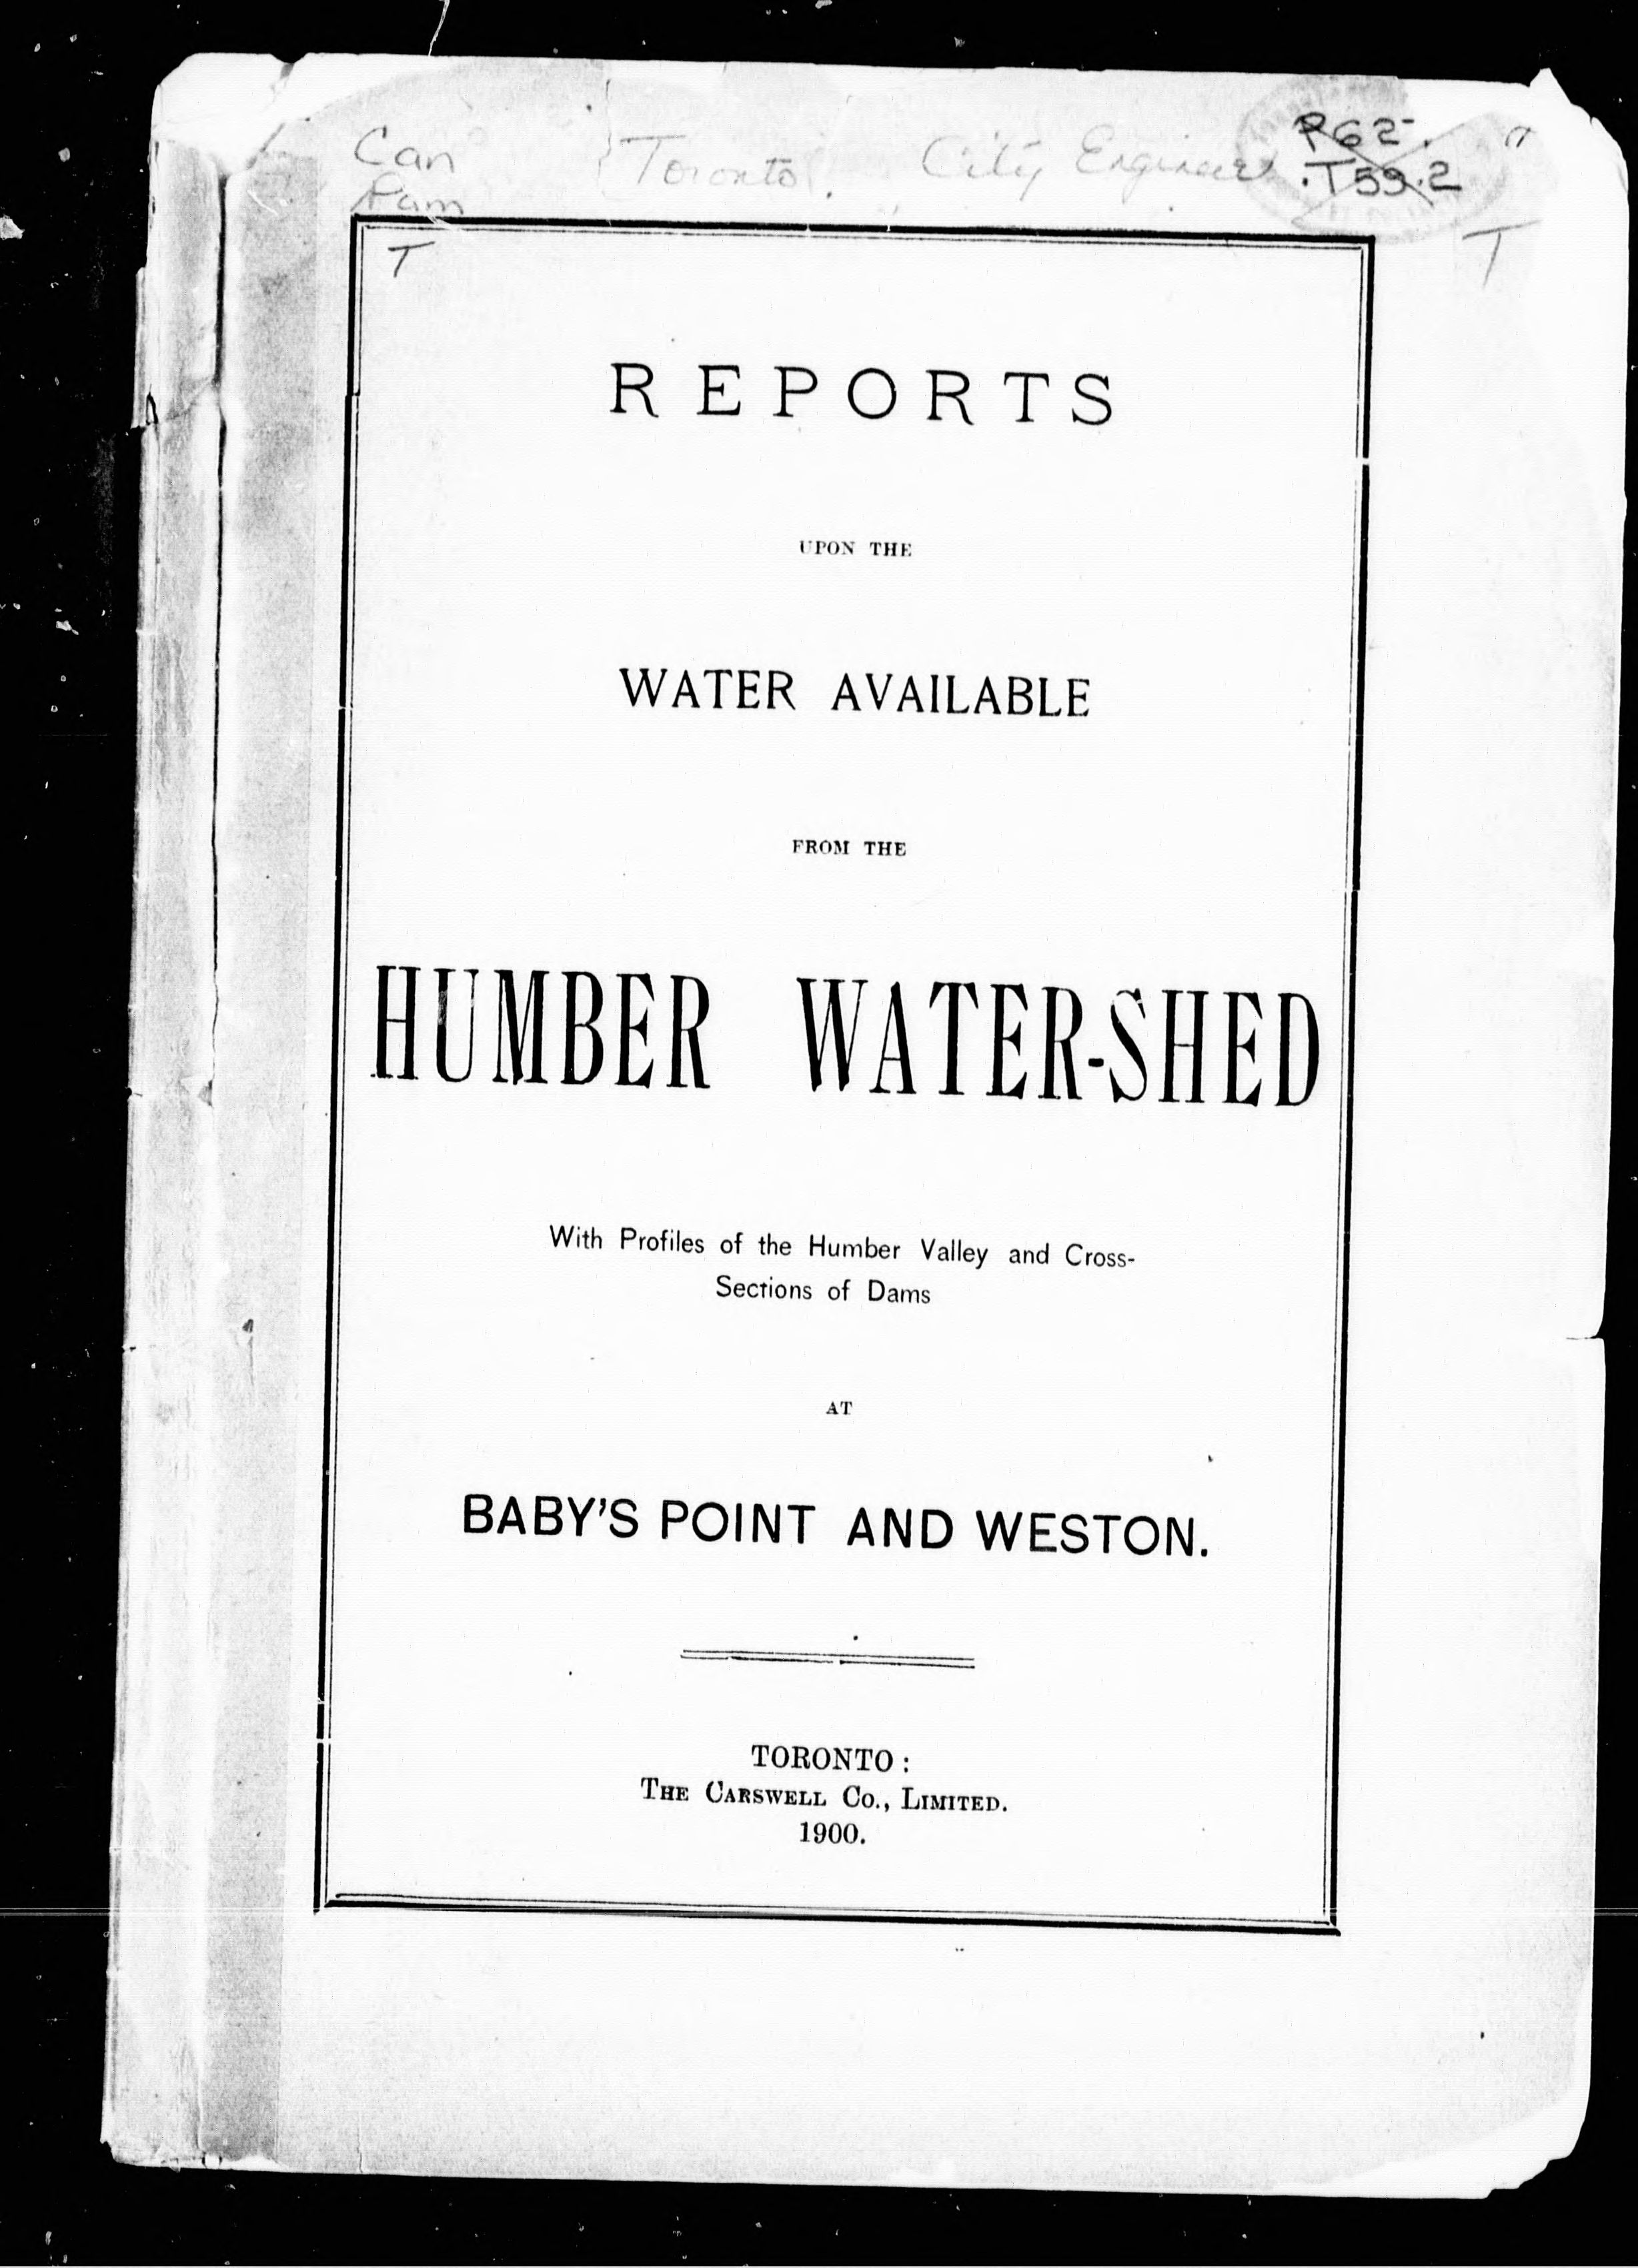 Can
Pam
T
Toronto. City Engineer
R62
.T59.2
T
REPORTS
UPON THE
WATER AVAILABLE
FROM THE
HUMBER WATER-SHED
With Profiles of the Humber Valley and Cross-
Sections of Dams
AT
BABY'S POINT AND WESTON.
TORONTO:
THE CARSWELL CO., LIMITED.
1900.